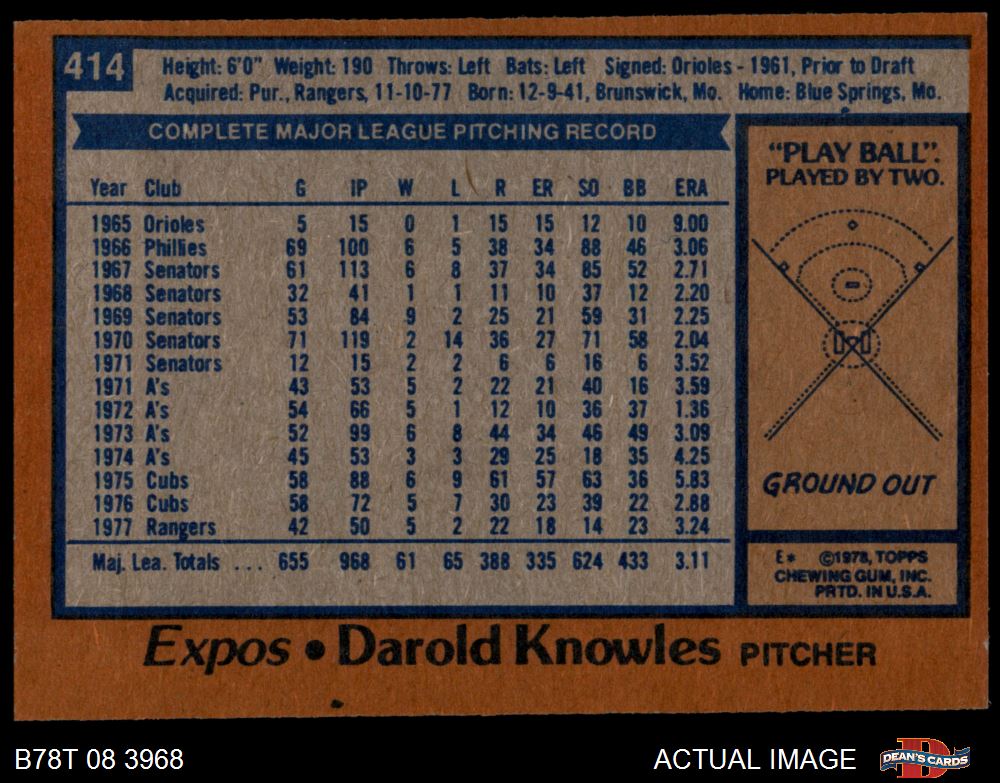 414
Height: 6'0" Weight: 190 Throws: Left Bats: Left Signed: Orioles - 1961, Prior to Draft
Acquired: Pur., Rangers, 11-10-77 Born: 12-9-41, Brunswick, Mo. Home: Blue Springs, Mo.
COMPLETE MAJOR LEAGUE PITCHING RECORD
Year Club G IP W L R ER SO BB ERA
1965 Orioles 5 15 0 1 15 15 12 10 9.00
1966 Phillies 69 100 6 5 38 34 88 46 3.06
1967 Senators 61 113 6 8 37 34 85 52 2.71
1968 Senators 32 41 1 1 11 10 37 12 2.20
1969 Senators 53 84 9 2 25 21 59 31 2.25
1970 Senators 71 119 2 14 36 27 71 58 2.04
1971 Senators 12 15 2 2 6 6 16 6 3.52
1971 A's 43 53 5 2 22 21 40 16 3.59
1972 A's 54 66 5 1 12 10 36 37 1.36
1973 A's 52 99 6 8 44 34 46 49 3.09
1974 A's 45 53 3 3 29 25 18 35 4.25
1975 Cubs 58 88 6 9 61 57 63 36 5.83
1976 Cubs 58 72 5 7 30 23 39 22 2.88
1977 Rangers 42 50 5 2 22 18 14 23 3.24
Maj. Lea. Totals ... 655 968 61 65 388 335 624 433 3.11
"PLAY BALL".
PLAYED BY TWO.
GROUND OUT
E* ©1978, TOPPS
CHEWING GUM, INC.
PRTD. IN U.S.A.
Expos • Darold Knowles PITCHER
B78T 08 3968
ACTUAL IMAGE
D
DEAN'S CARDS